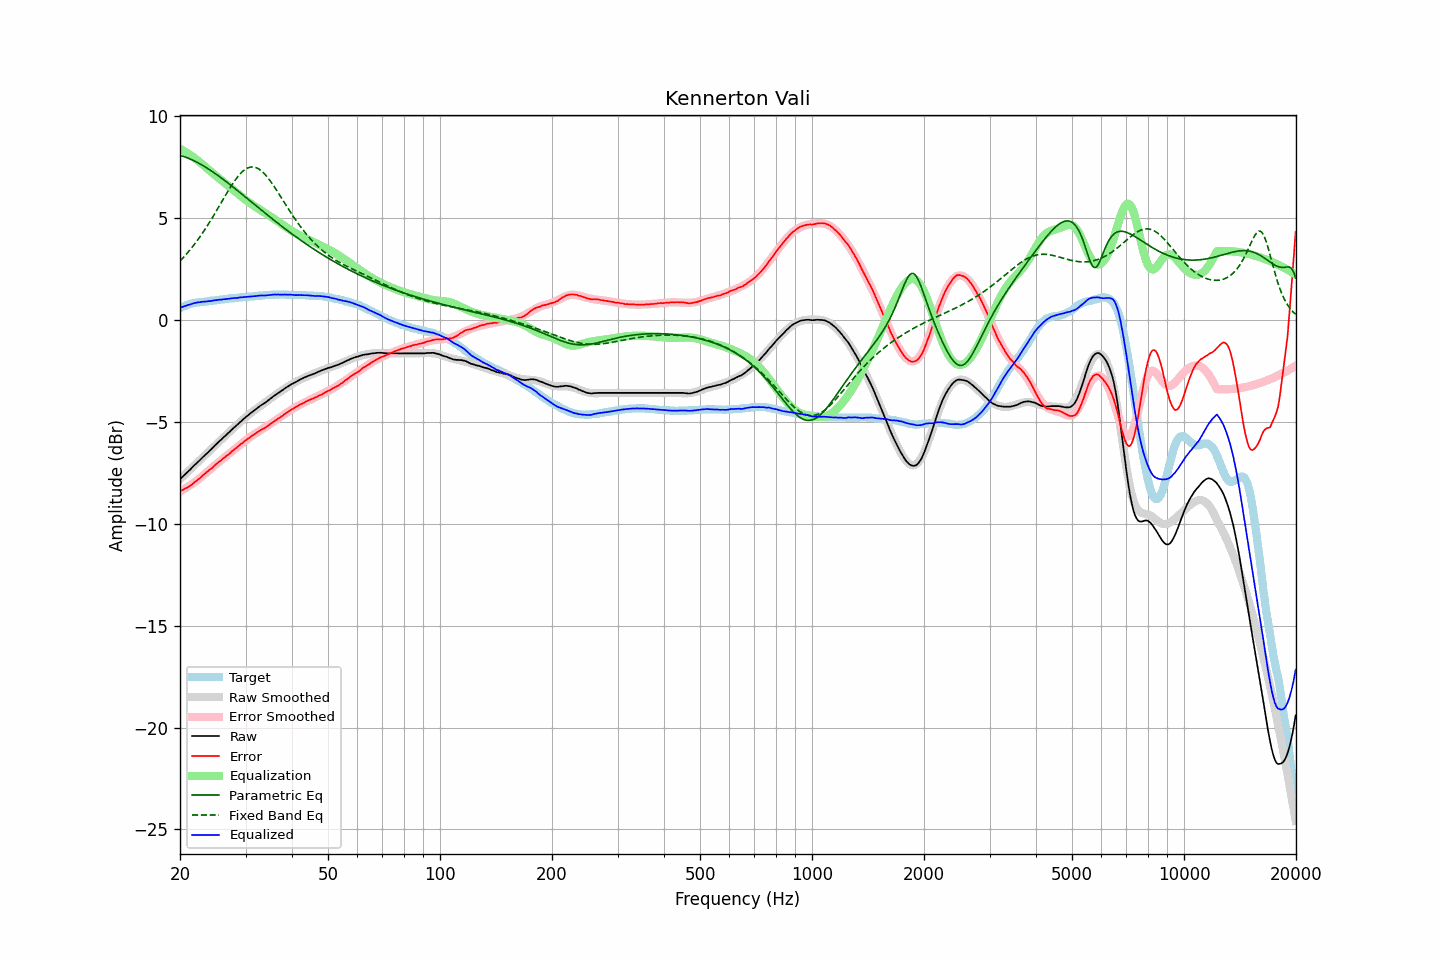 Kennerton Vali
10
5
0
−5
−10
−15
−20
−25
Amplitude (dBr)
Target
Raw Smoothed
Error Smoothed
Raw
Error
Equalization
Parametric Eq
Fixed Band Eq
Equalized
20
50
100
200
500
1000
2000
5000
10000
20000
Frequency (Hz)